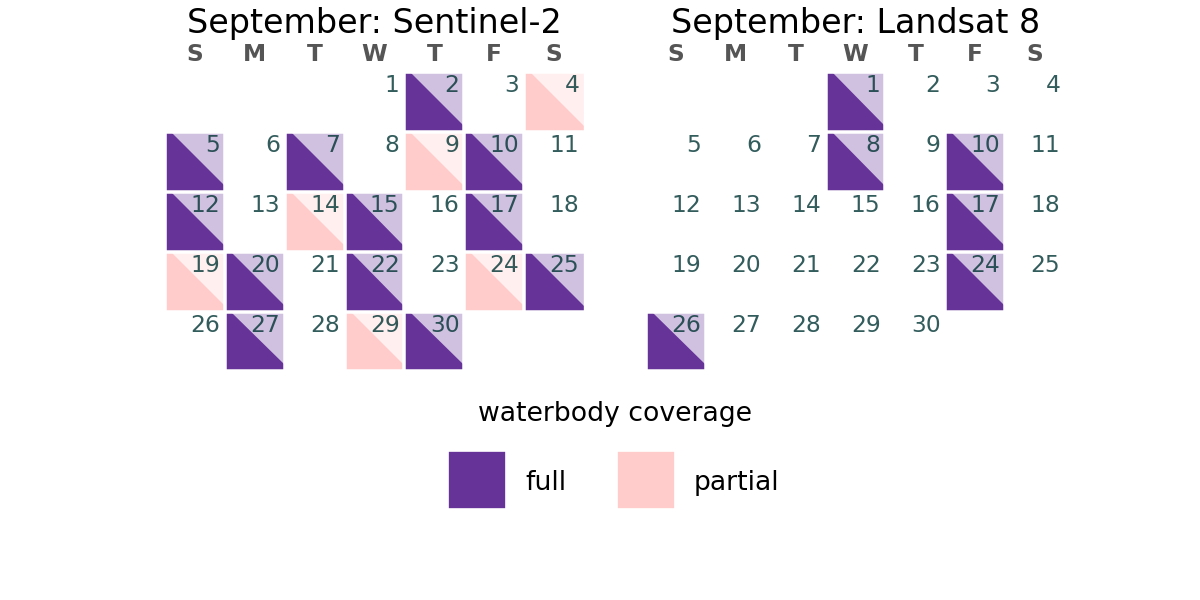 September: Sentinel-2
S M T W T F S
1 2 3 4
5 6 7 8 9 10 11
12 13 14 15 16 17 18
19 20 21 22 23 24 25
26 27 28 29 30
September: Landsat 8
S M T W T F S
1 2 3 4
5 6 7 8 9 10 11
12 13 14 15 16 17 18
19 20 21 22 23 24 25
26 27 28 29 30
waterbody coverage
full
partial